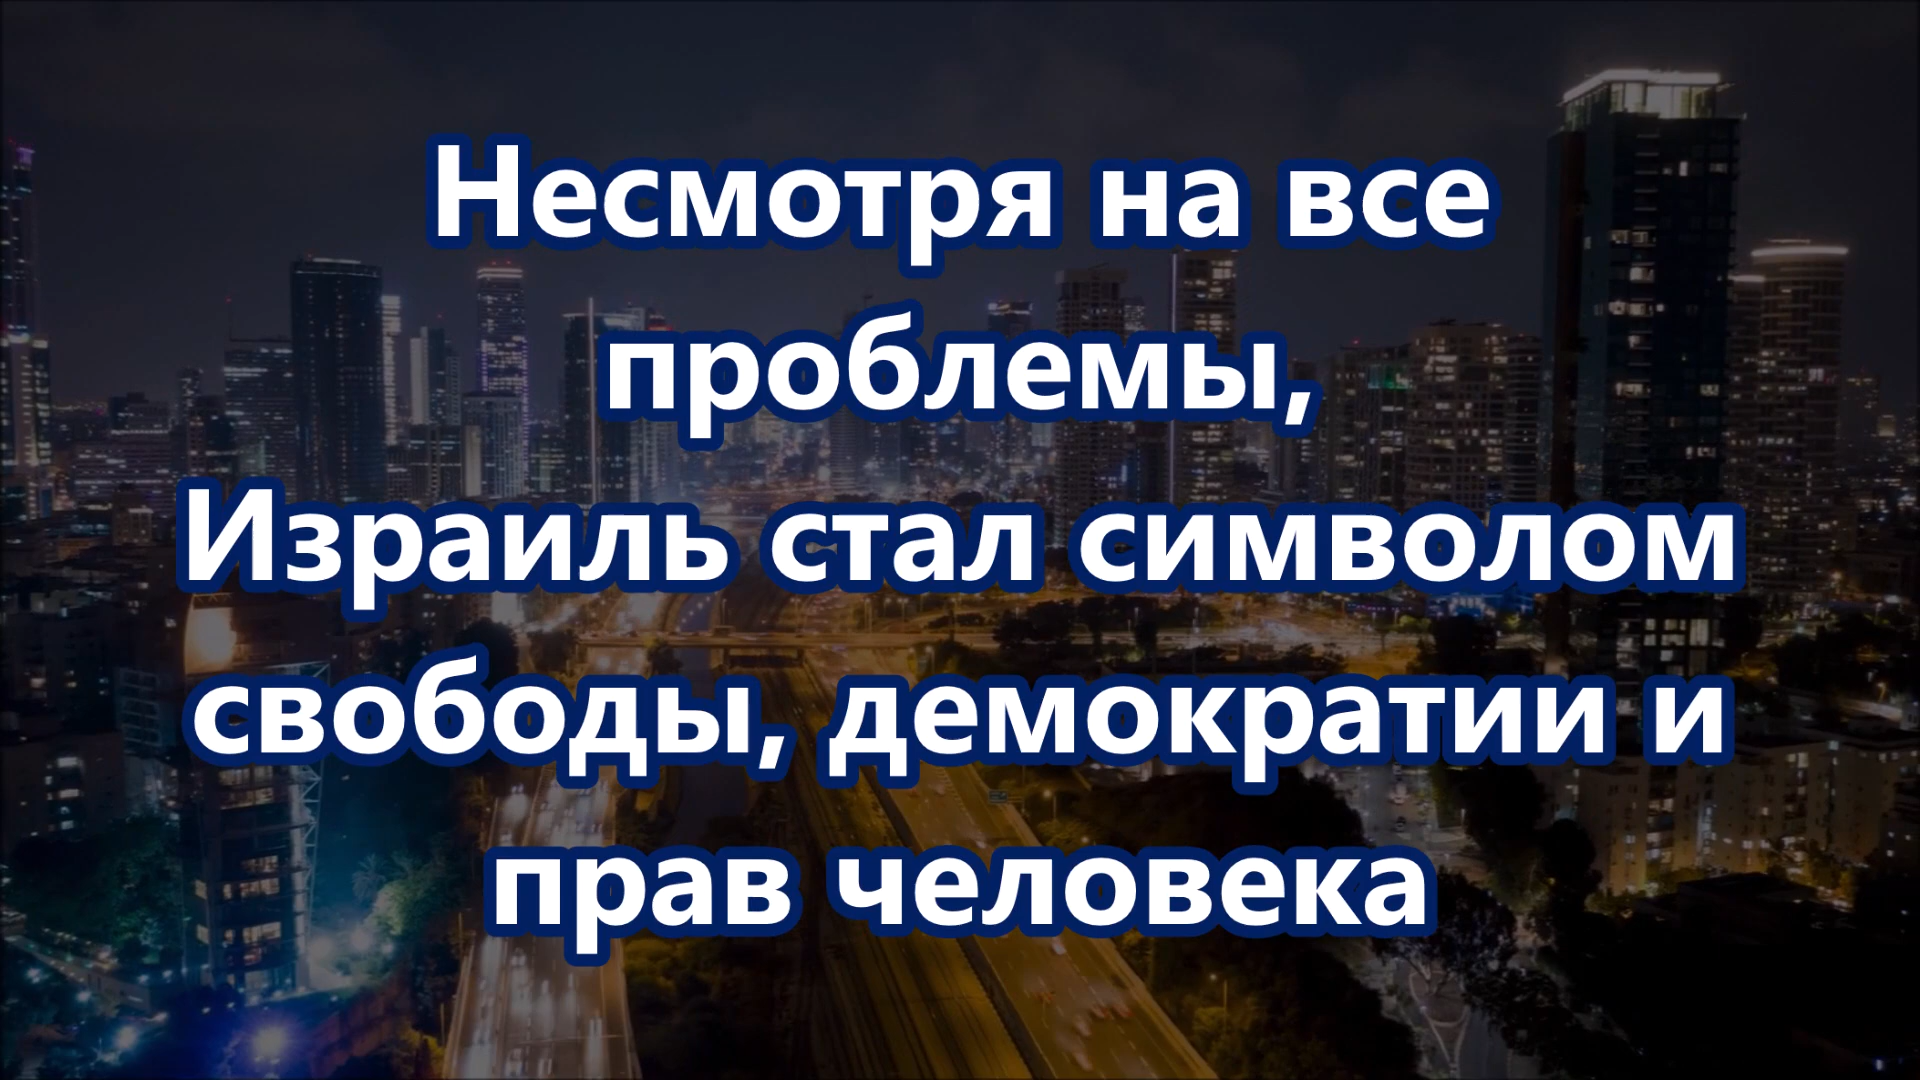 Несмотря на все
проблемы,
Израиль стал символом
свободы, демократии и
прав человека